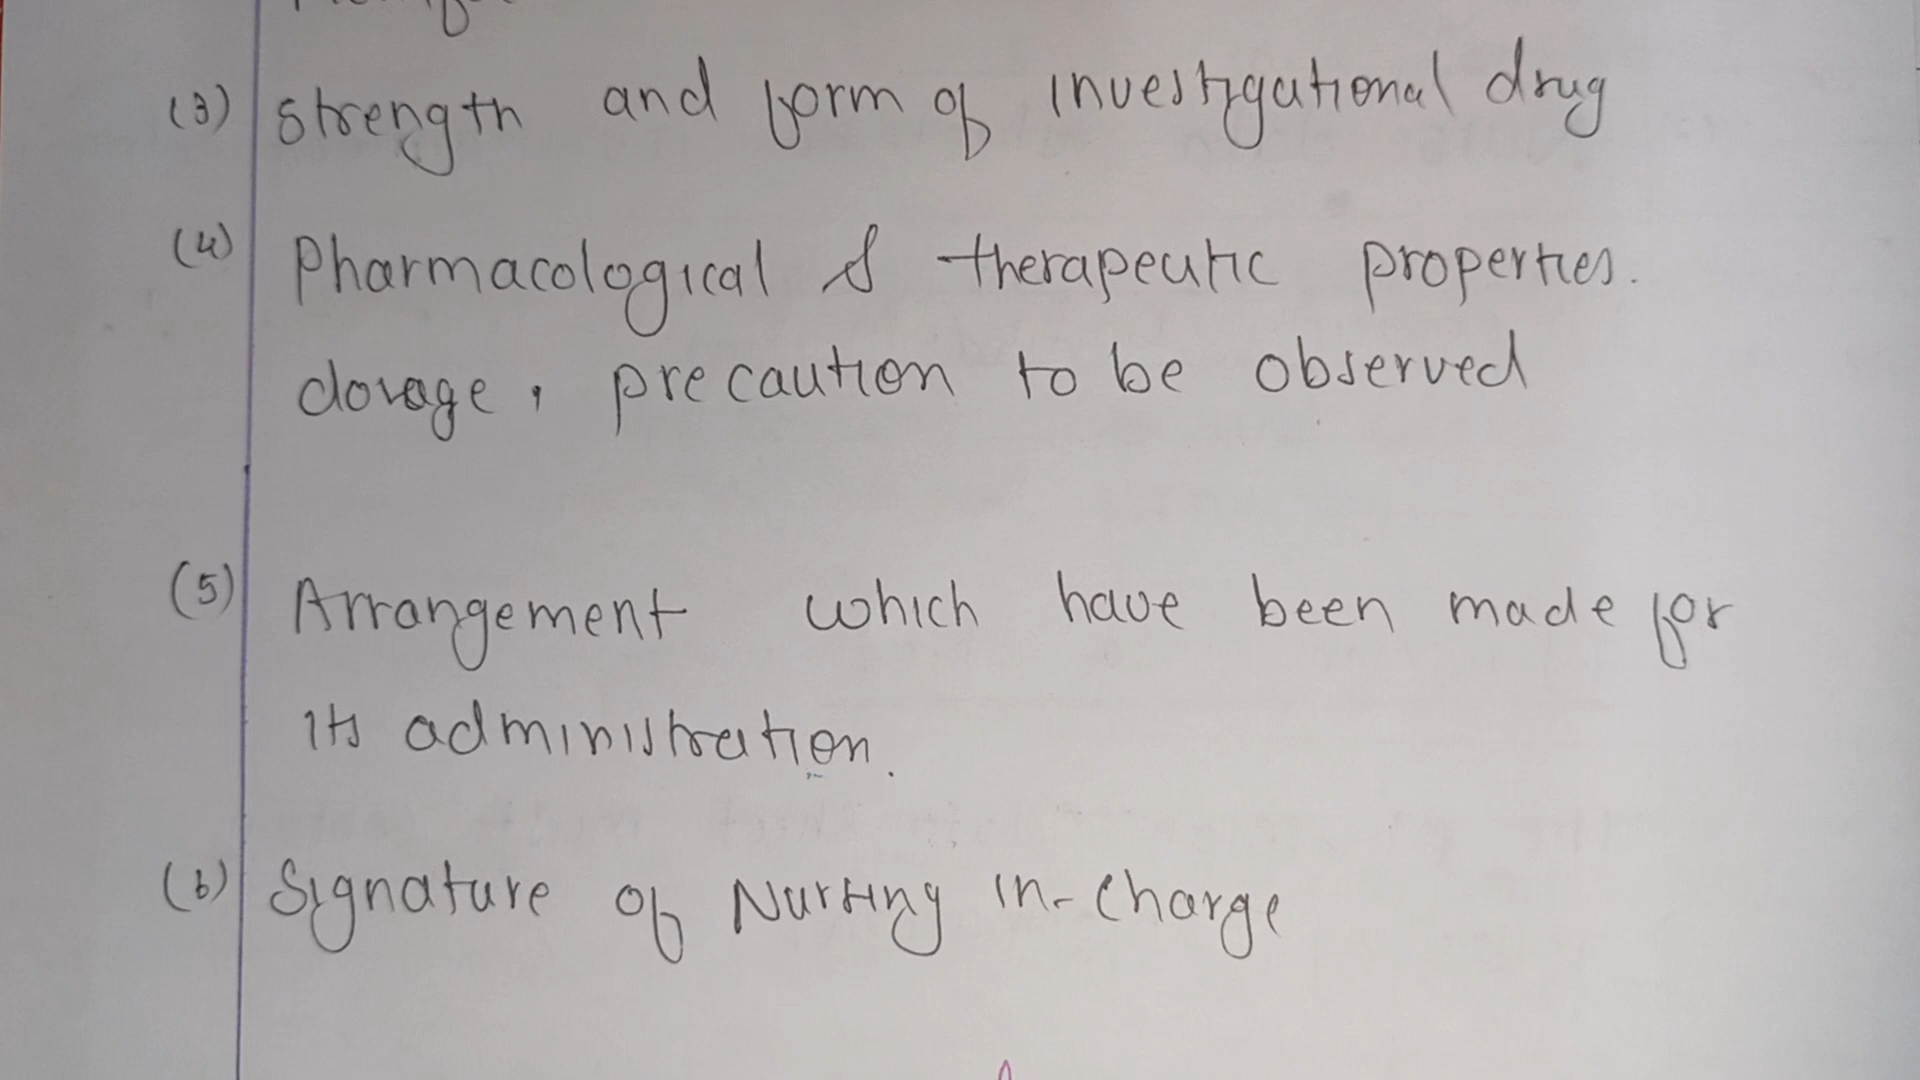 (3) Strength and form of investigational drug
(4) Pharmacological & therapeutic properties.
dosage, precaution to be observed
(5) Arrangement which have been made for
its administration.
(6) Signature of Nursing in-charge